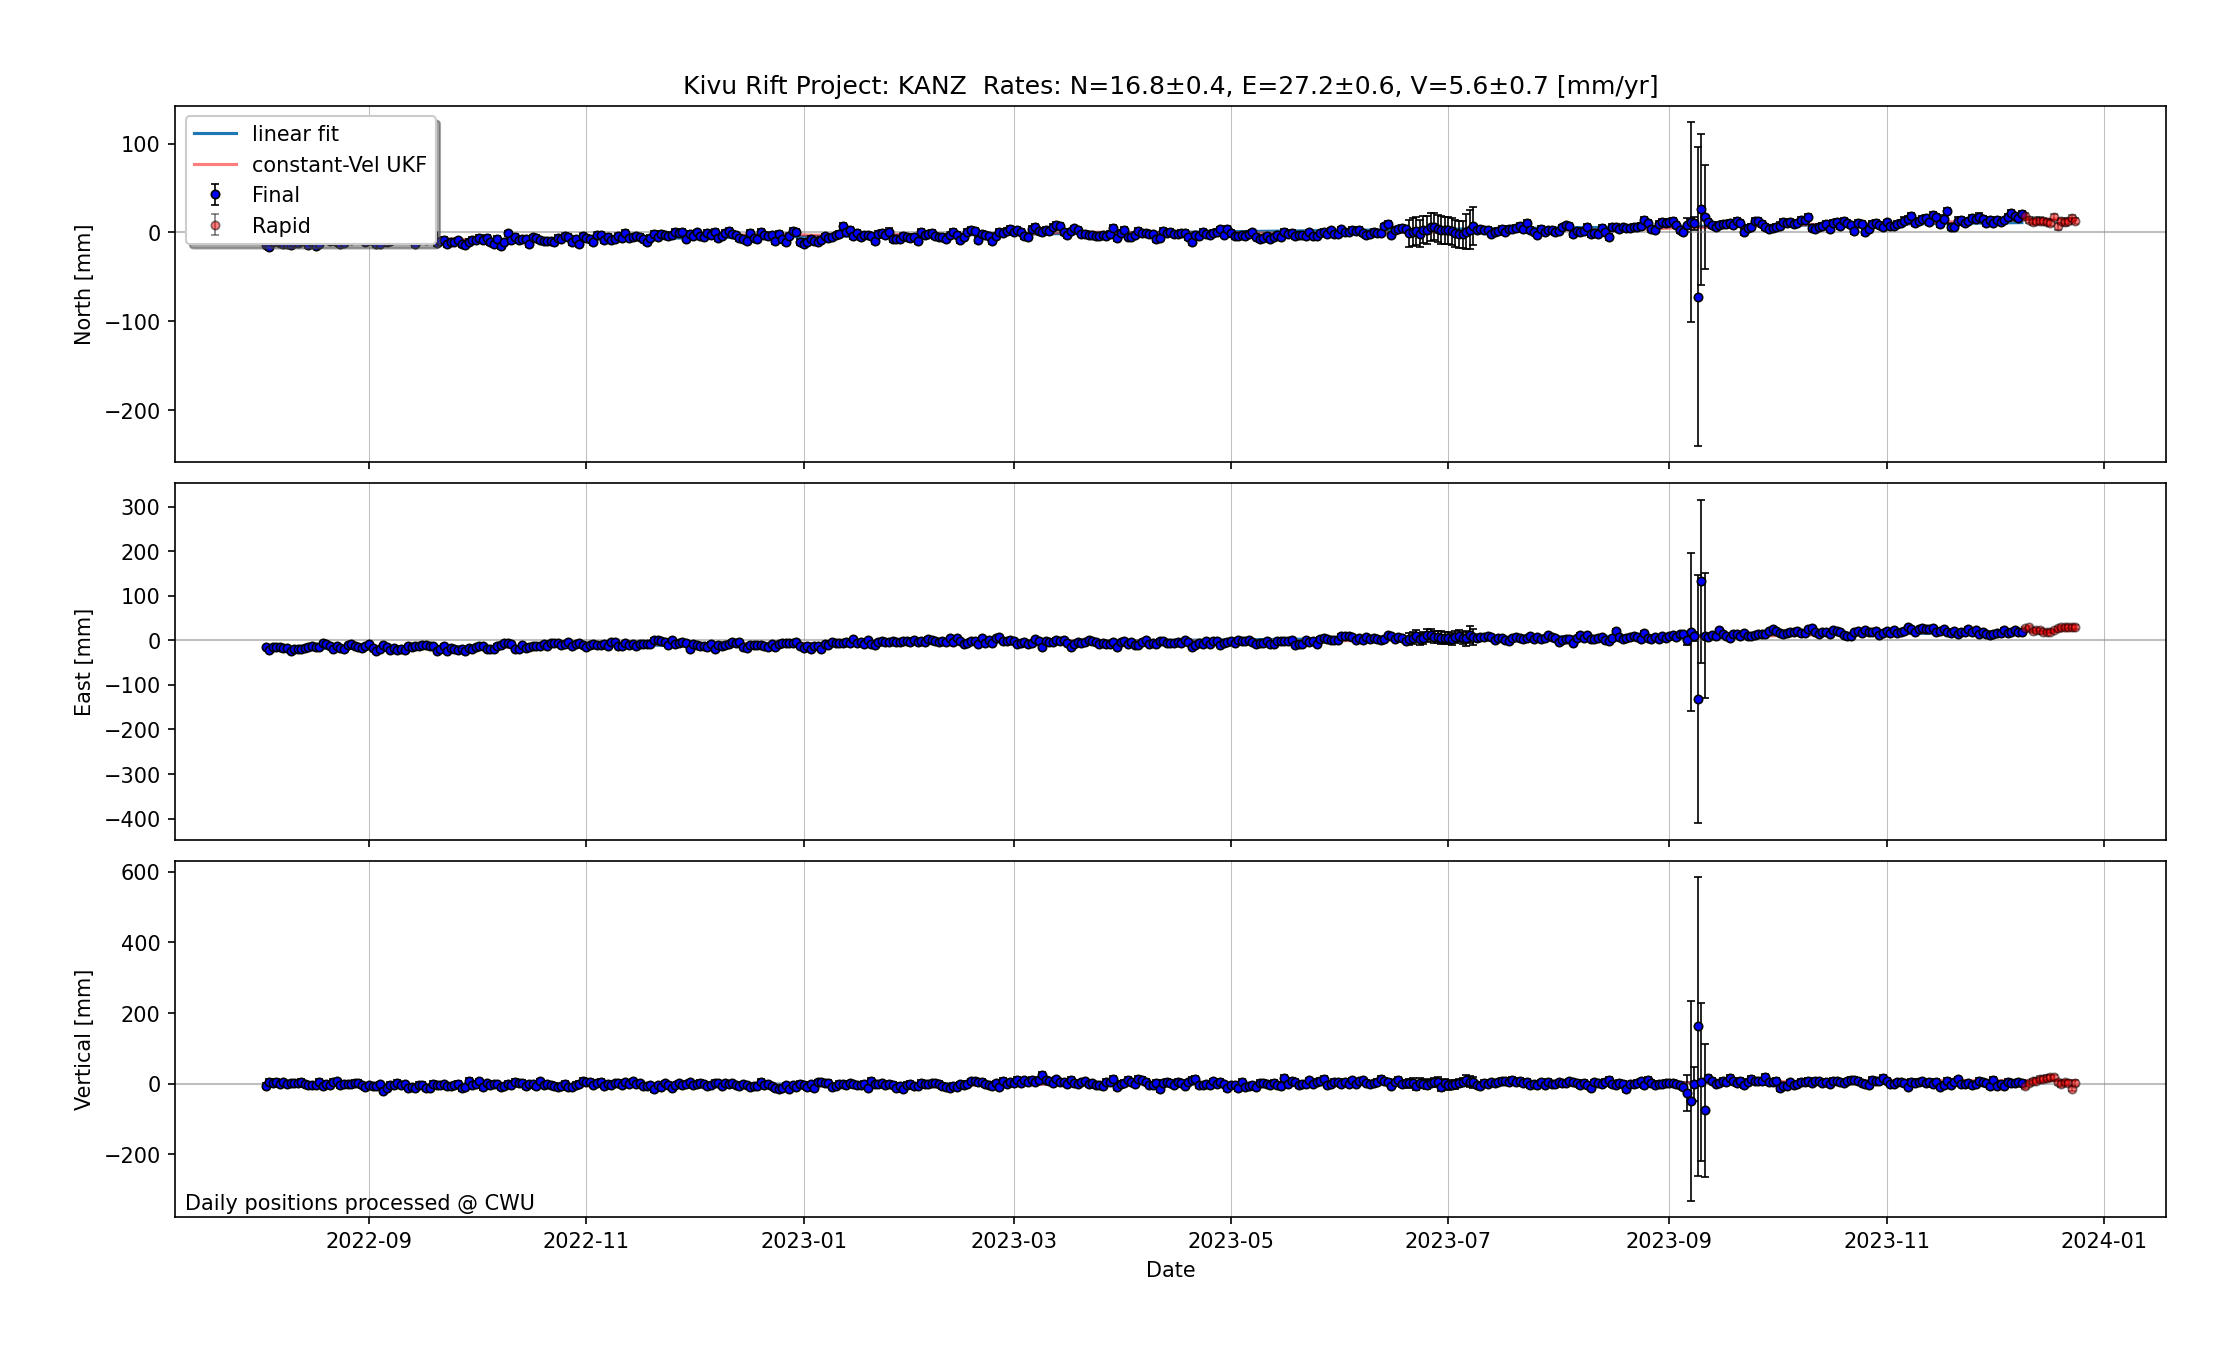 Kivu Rift Project: KANZ  Rates: N=16.8±0.4, E=27.2±0.6, V=5.6±0.7 [mm/yr]
linear fit
constant-Vel UKF
Final
Rapid
North [mm]
100
0
−100
−200
East [mm]
300
200
100
0
−100
−200
−300
−400
Vertical [mm]
600
400
200
0
−200
Daily positions processed @ CWU
2022-09 2022-11 2023-01 2023-03 2023-05 2023-07 2023-09 2023-11 2024-01
Date